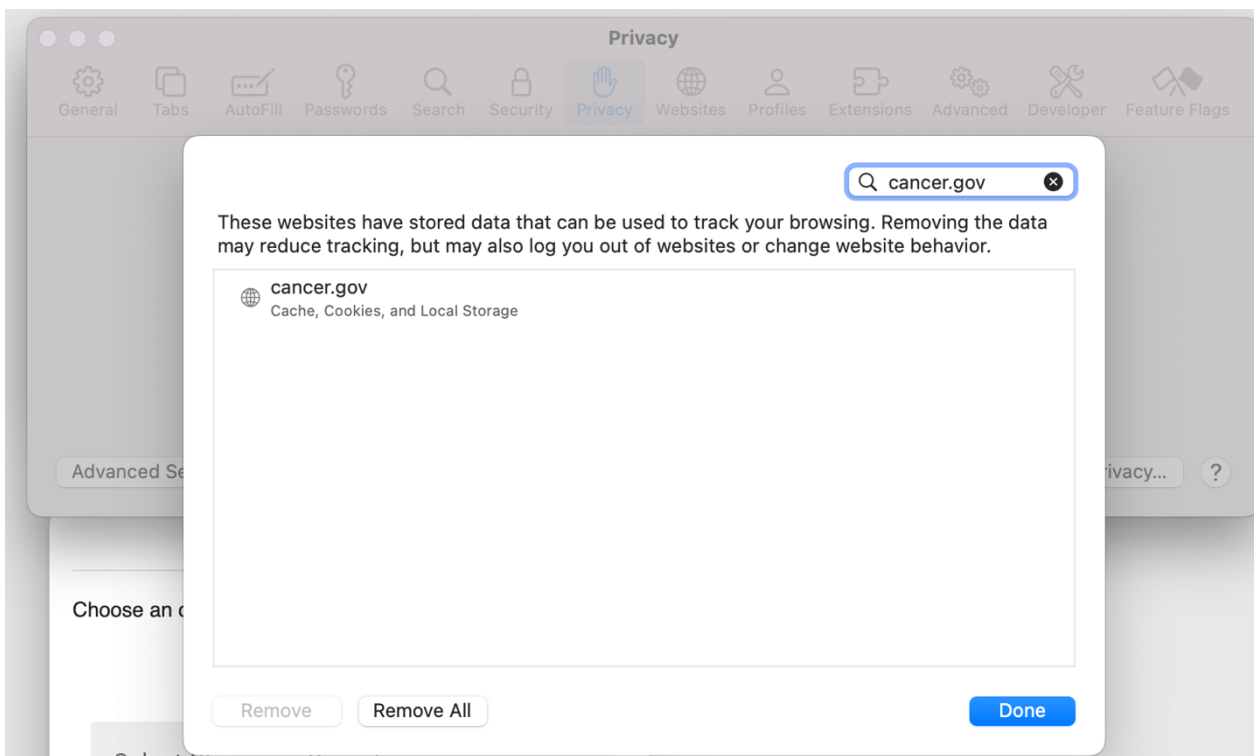 Privacy
General Tabs AutoFill Passwords Search Security Privacy Websites Profiles Extensions Advanced Developer Feature Flags
cancer.gov
These websites have stored data that can be used to track your browsing. Removing the data
may reduce tracking, but may also log you out of websites or change website behavior.
cancer.gov
Cache, Cookies, and Local Storage
Advanced
ivacy... ?
Choose an
Remove Remove All Done